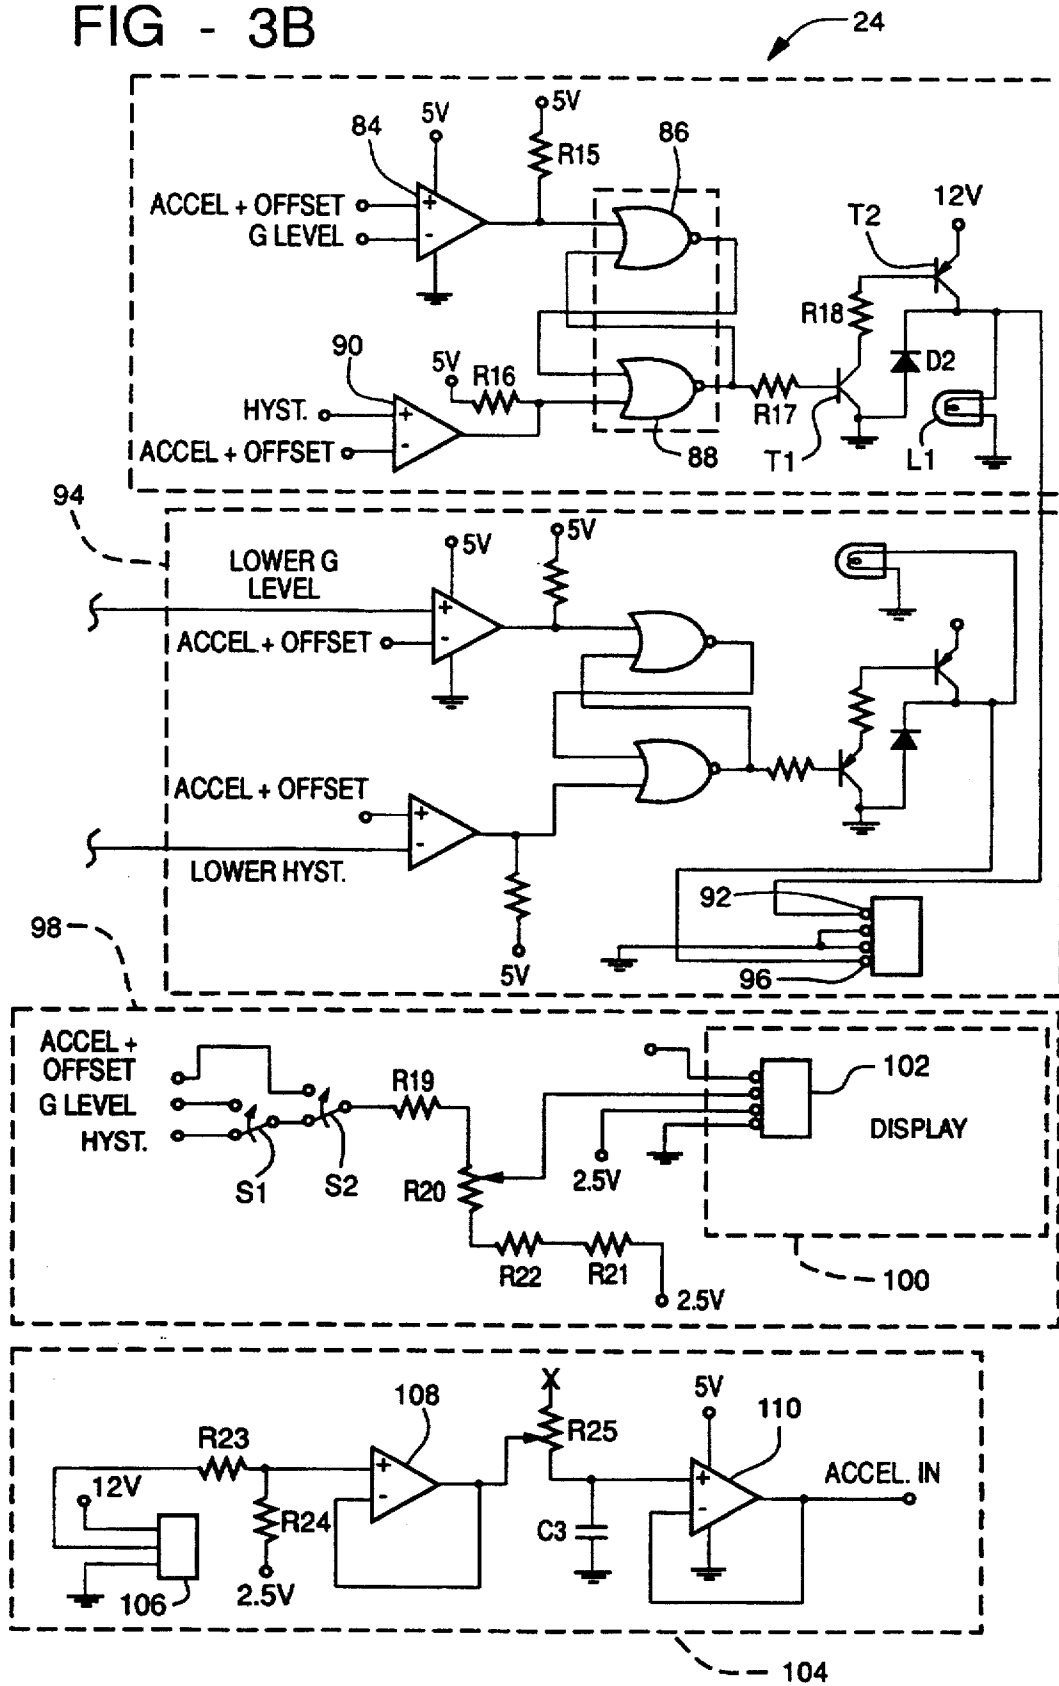 FIG - 3B
24
5V
5V
84
86
R15
ACCEL + OFFSET
+
G LEVEL
-
T2
12V
R18
90
5V
R16
D2
HYST.
+
R17
ACCEL + OFFSET
-
88
T1
L1
94
5V
5V
LOWER G
LEVEL
+
ACCEL + OFFSET
-
ACCEL + OFFSET
+
-
LOWER HYST.
92
98
5V
96
ACCEL +
OFFSET
R19
102
G LEVEL
DISPLAY
HYST.
S1
S2
R20
2.5V
R22
R21
100
2.5V
X
5V
108
110
R23
R25
+
+
ACCEL. IN
12V
-
-
R24
C3
106
2.5V
104